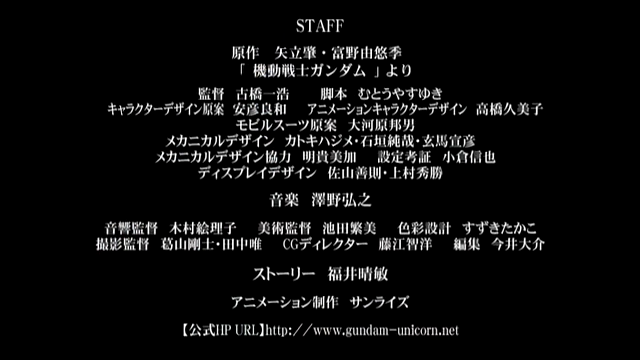 STAFF
原作　矢立肇・富野由悠季
「 機動戦士ガンダム 」より
監督　古橋一浩　　脚本　むとうやすゆき
キャラクターデザイン原案　安彦良和　　アニメーションキャラクターデザイン　高橋久美子
モビルスーツ原案　大河原邦男
メカニカルデザイン　カトキハジメ・石垣純哉・玄馬宣彦
メカニカルデザイン協力　明貴美加　　設定考証　小倉信也
ディスプレイデザイン　佐山善則・上村秀勝
音楽　澤野弘之
音響監督　木村絵理子　　美術監督　池田繁美　　色彩設計　すずきたかこ
撮影監督　葛山剛士・田中唯　　CGディレクター　藤江智洋　　編集　今井大介
ストーリー　福井晴敏
アニメーション制作　サンライズ
【公式HP URL】http://www.gundam-unicorn.net